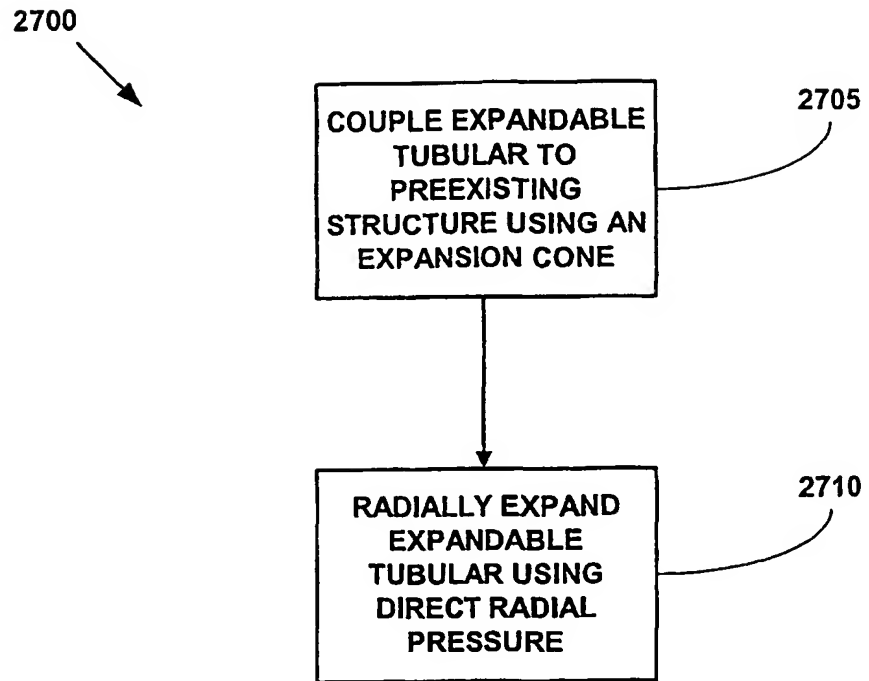 2700
2705
COUPLE EXPANDABLE
TUBULAR TO
PREEXISTING
STRUCTURE USING AN
EXPANSION CONE
2710
RADIALLY EXPAND
EXPANDABLE
TUBULAR USING
DIRECT RADIAL
PRESSURE